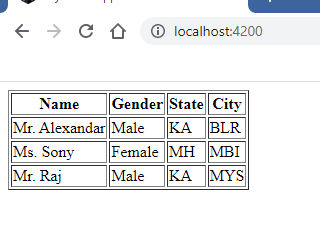 localhost:4200
Name Gender State City
Mr. Alexandar Male KA BLR
Ms. Sony Female MH MBI
Mr. Raj Male KA MYS